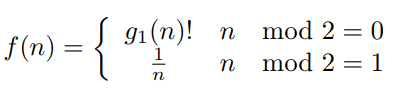 f(n) = { g₁(n)! n mod 2 = 0
1/n n mod 2 = 1